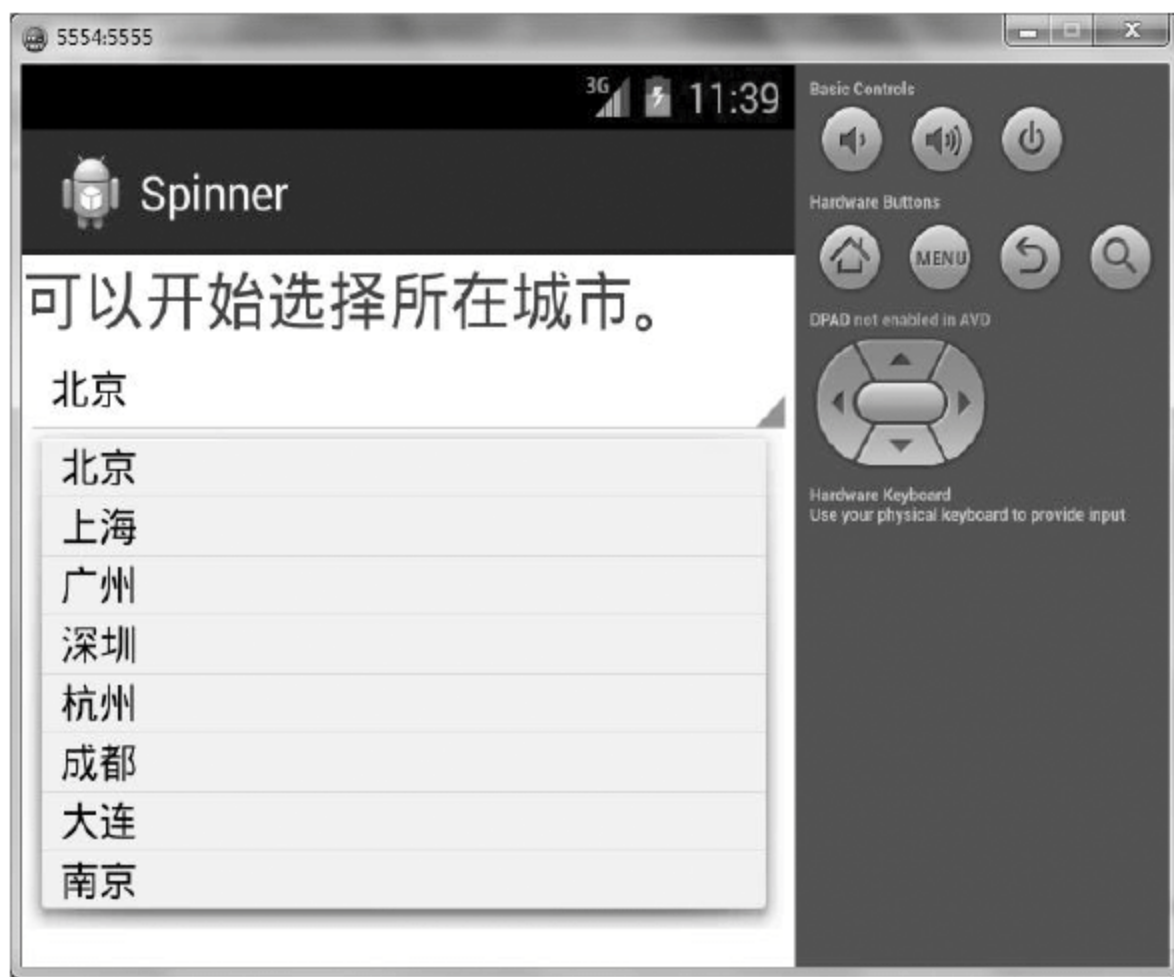 5554:5555
3G 11:39
Spinner
可以开始选择所在城市。
北京
北京
上海
广州
深圳
杭州
成都
大连
南京
Basic Controls
Hardware Buttons
MENU
DPAD not enabled in AVD
Hardware Keyboard
Use your physical keyboard to provide input